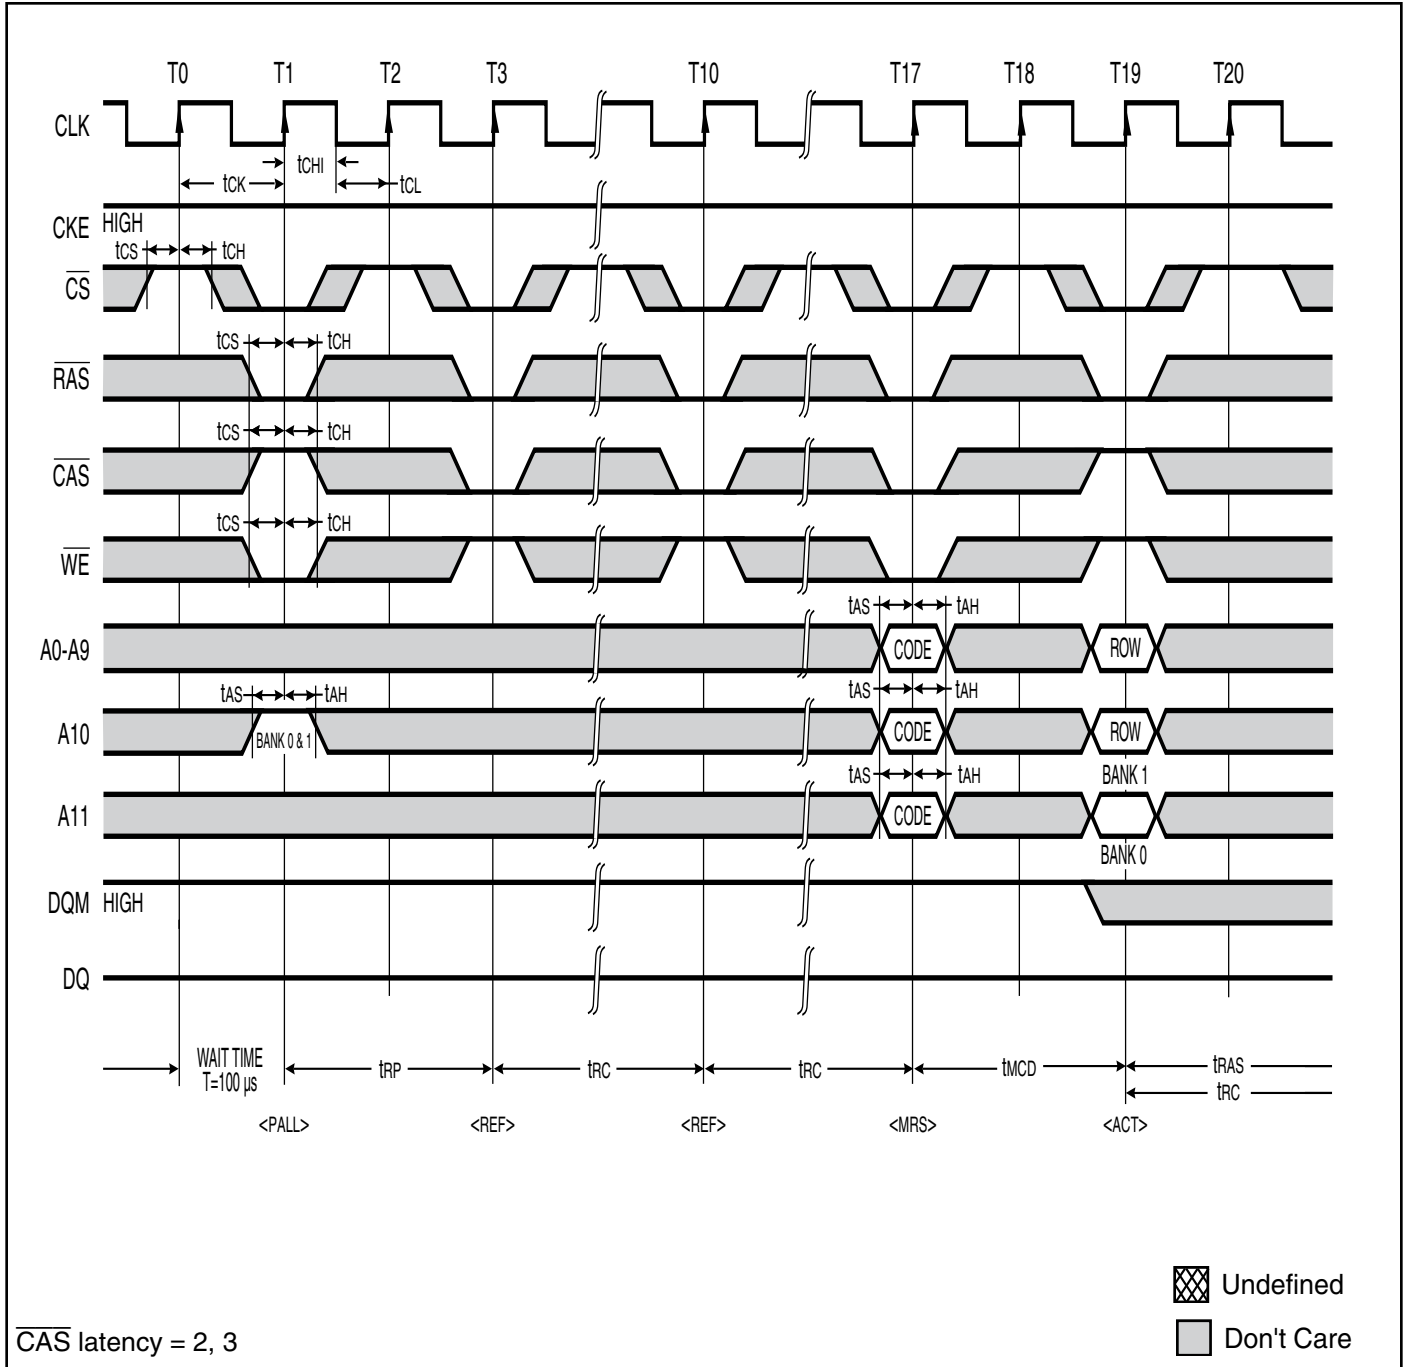 T0 T1 T2 T3 T10 T17 T18 T19 T20
CLK
tCHI
tCK tCL
CKE HIGH
tCS tCH
CS
tCS tCH
RAS
tCS tCH
CAS
tCS tCH
WE
tAS tAH
A0-A9 CODE ROW
tAS tAH tAS tAH
A10 BANK 0 & 1 CODE ROW
tAS tAH BANK 1
A11 CODE
BANK 0
DQM HIGH
DQ
WAIT TIME
T=100 µs
tRP tRC tRC tMCD tRAS
tRC
<PALL> <REF> <REF> <MRS> <ACT>
Undefined
CAS latency = 2, 3
Don't Care